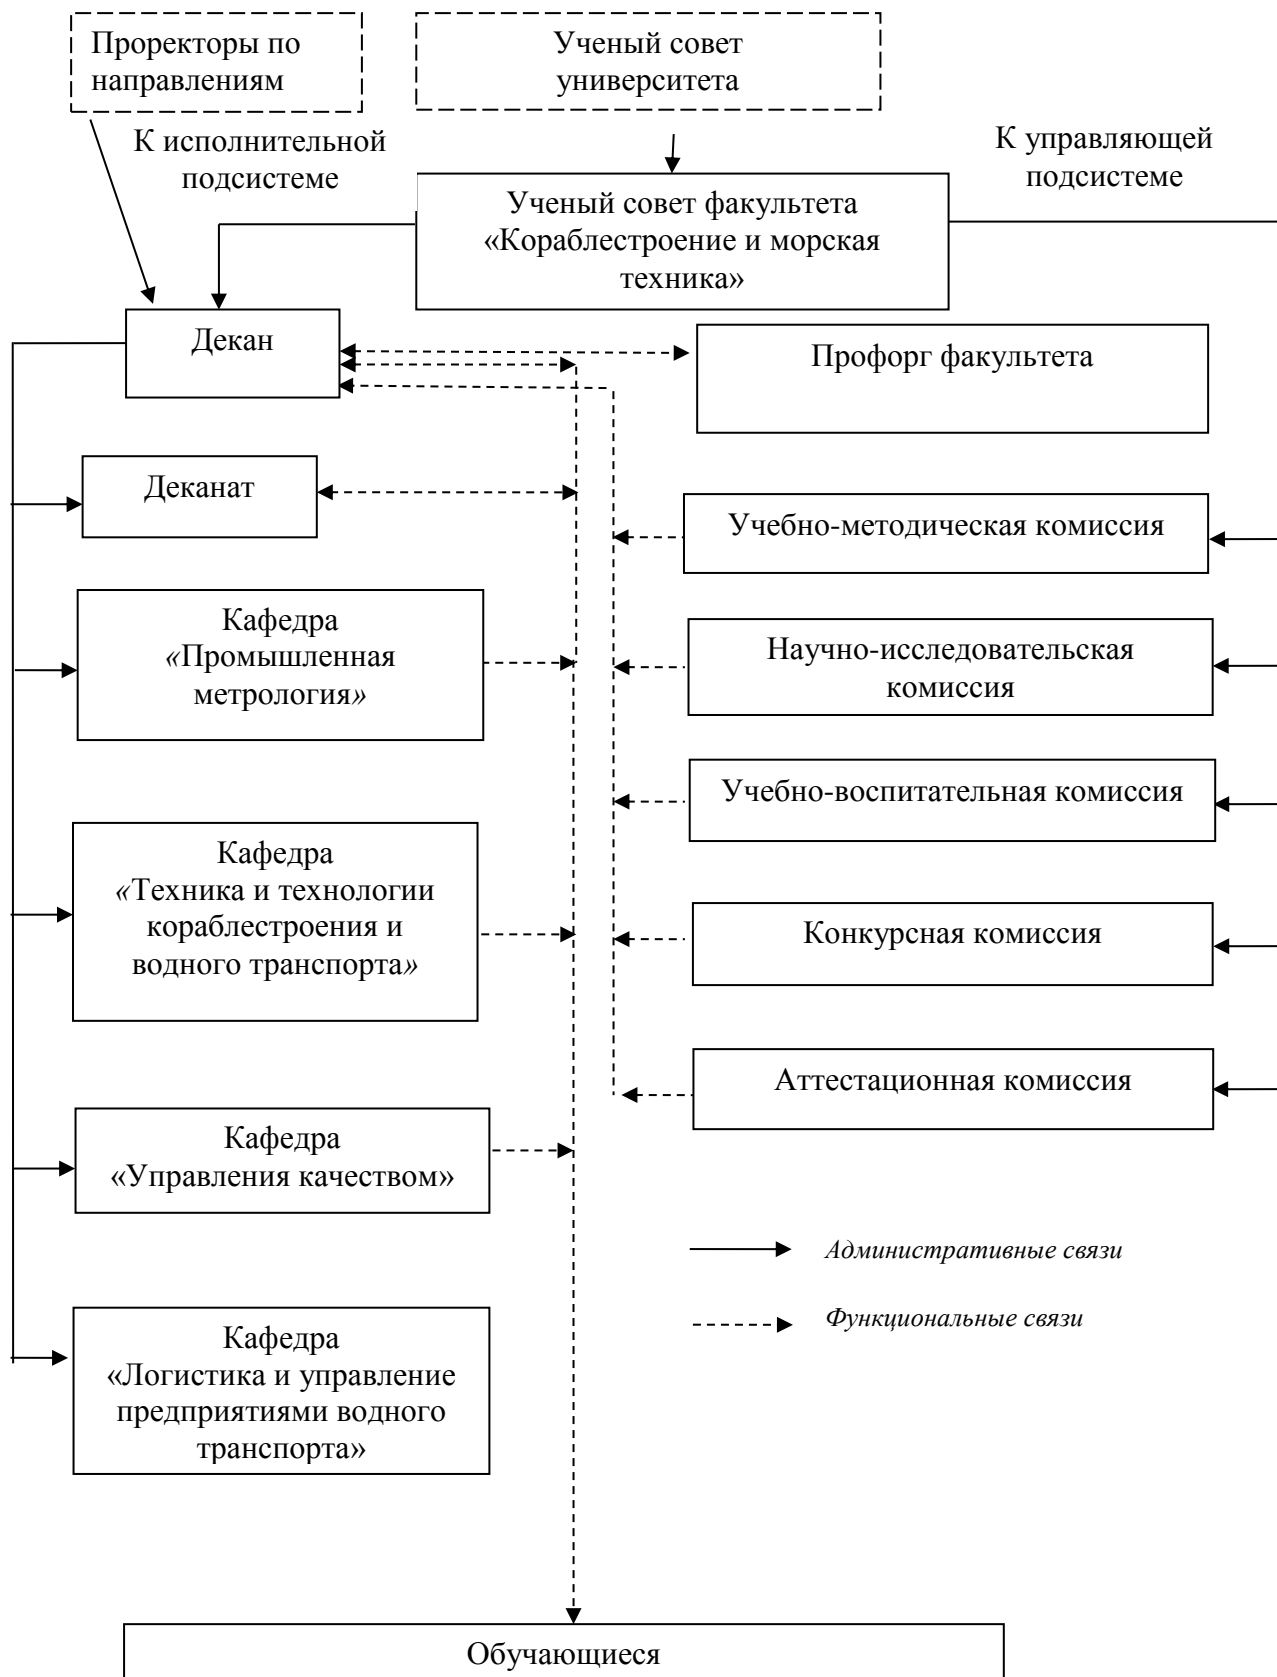 Проректоры по
направлениям
Ученый совет
университета
К исполнительной
подсистеме
К управляющей
подсистеме
Ученый совет факультета
«Кораблестроение и морская
техника»
Декан
Профорг факультета
Деканат
Учебно-методическая комиссия
Кафедра
«Промышленная
метрология»
Научно-исследовательская
комиссия
Учебно-воспитательная комиссия
Кафедра
«Техника и технологии
кораблестроения и
водного транспорта»
Конкурсная комиссия
Аттестационная комиссия
Кафедра
«Управления качеством»
Административные связи
Функциональные связи
Кафедра
«Логистика и управление
предприятиями водного
транспорта»
Обучающиеся